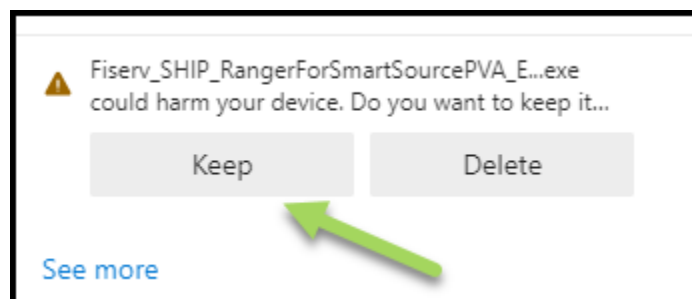 Fiserv_SHIP_RangerForSmartSourcePVA_E...exe
could harm your device. Do you want to keep it...
Keep
Delete
See more